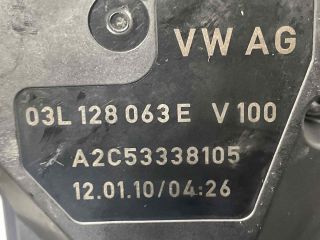 VW AG
03L 128 063 E V 100
A2C53338105
12.01.10/04:26